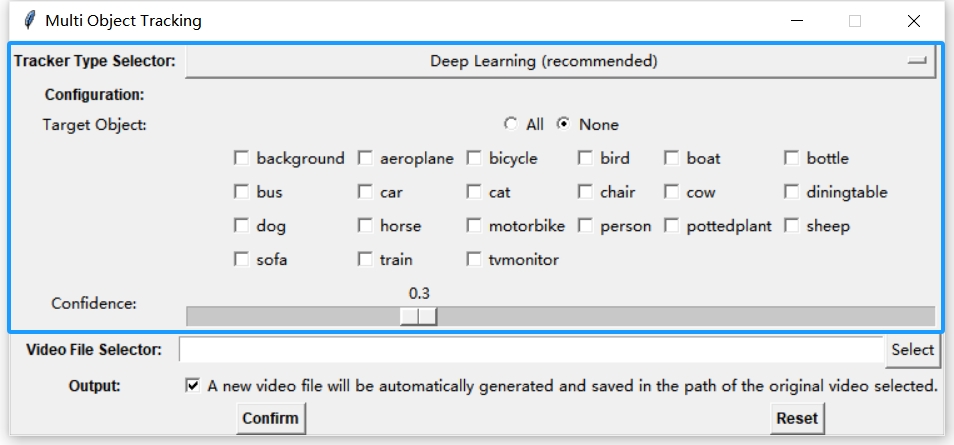 Multi Object Tracking
Tracker Type Selector: Deep Learning (recommended)
Configuration:
Target Object: All None
background aeroplane bicycle bird boat bottle
bus car cat chair cow diningtable
dog horse motorbike person pottedplant sheep
sofa train tvmonitor
0.3
Confidence:
Video File Selector: Select
Output: A new video file will be automatically generated and saved in the path of the original video selected.
Confirm Reset